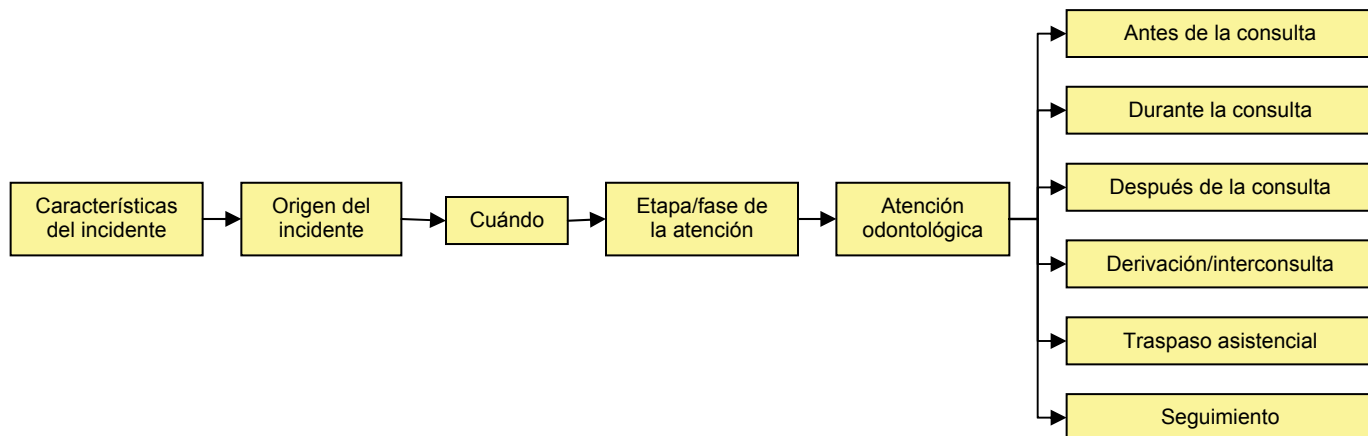 Antes de la consulta
Durante la consulta
Después de la consulta
Características
del incidente
Origen del
incidente
Cuándo
Etapa/fase de
la atención
Atención
odontológica
Derivación/interconsulta
Traspaso asistencial
Seguimiento